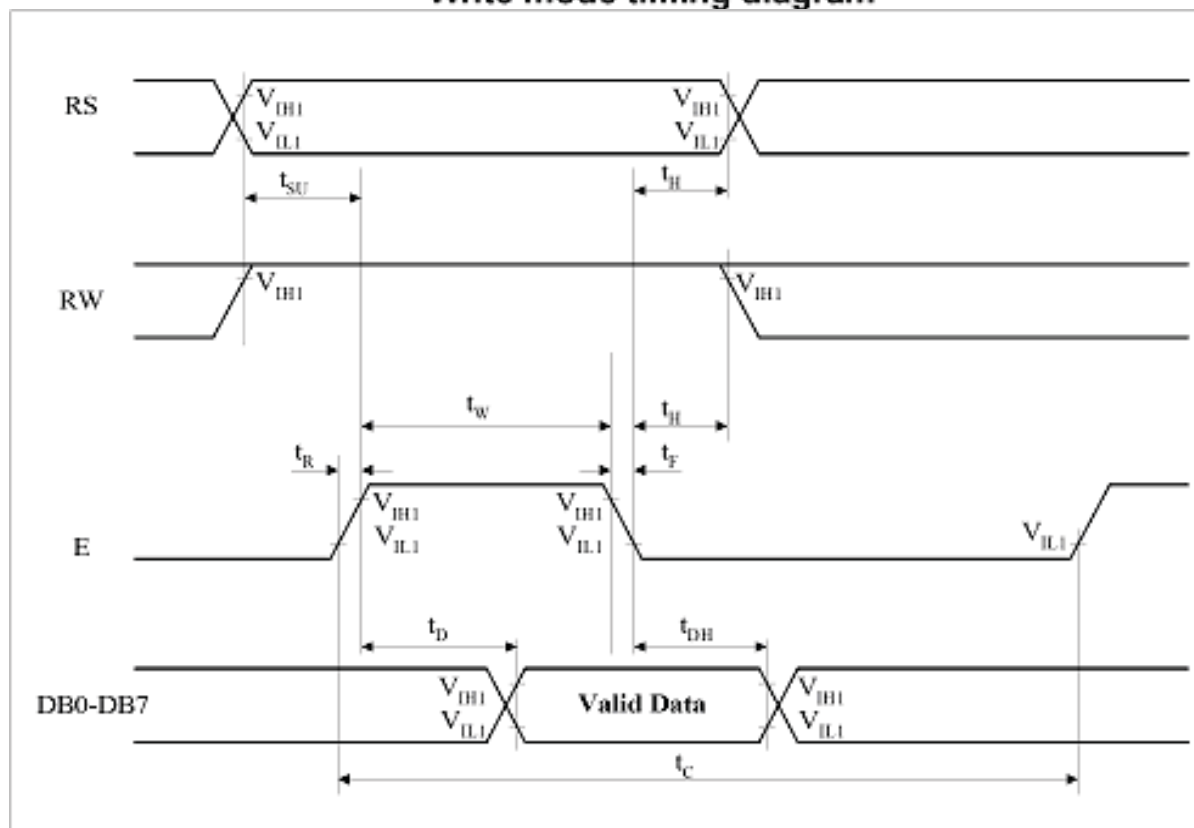 Write mode timing diagram
RS
VIH1
VIL1
VIH1
VIL1
tSU
tH
RW
VIH1
VIH1
tW
tH
tR
tF
E
VIH1
VIL1
VIH1
VIL1
VIL1
tD
tDH
DB0-DB7
VIH1
VIL1
Valid Data
VIH1
VIL1
tC